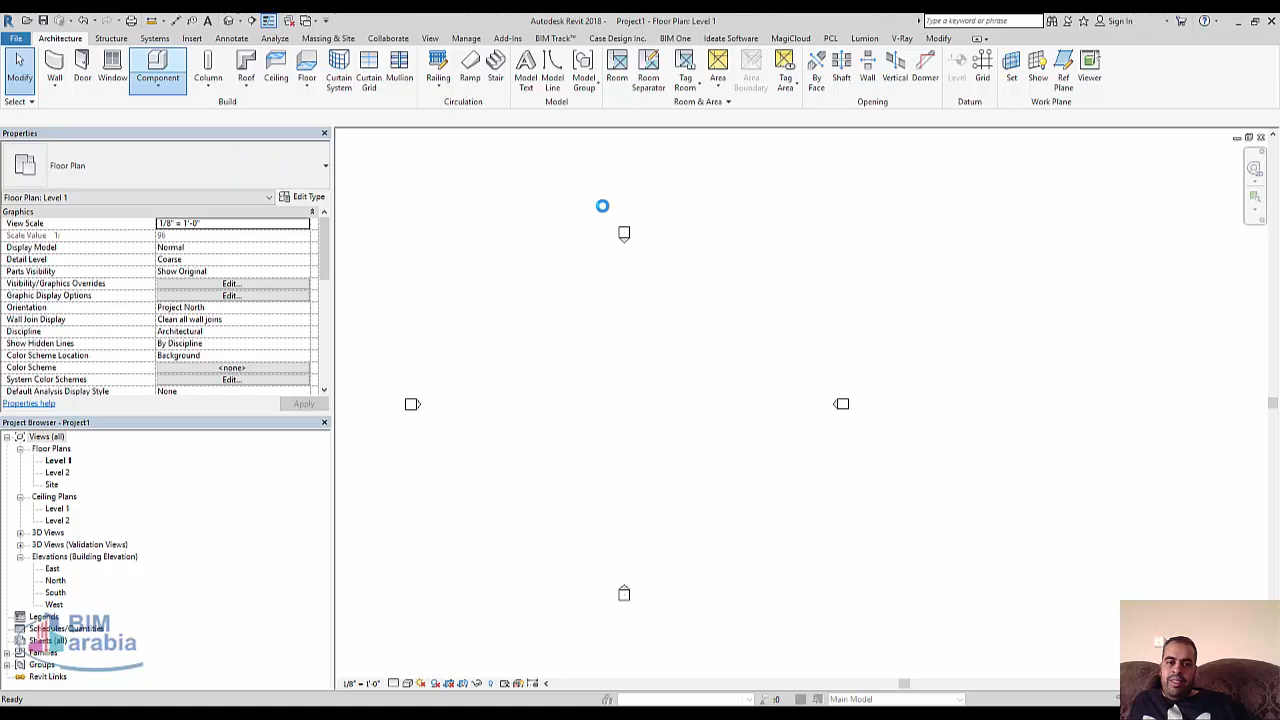 Autodesk Revit 2018 - Project1 - Floor Plan: Level 1
Type a keyword or phrase
Sign In
File Architecture Structure Systems Insert Annotate Analyze Massing & Site Collaborate View Manage Add-Ins BIM Track™ Case Design Inc. BIM One Ideate Software MagiCloud PCL Lumion V-Ray Modify
Modify Wall Door Window Component Column Roof Ceiling Floor Curtain System Curtain Grid Mullion Railing Ramp Stair Model Text Model Line Model Group Room Room Separator Tag Room Area Area Boundary Tag Area By Face Shaft Wall Vertical Dormer Level Grid Set Show Ref Plane Viewer
Select Build Circulation Model Room & Area Opening Datum Work Plane
Properties
Floor Plan
Floor Plan: Level 1 Edit Type
Graphics
View Scale 1/8" = 1'-0"
Scale Value 1: 96
Display Model Normal
Detail Level Coarse
Parts Visibility Show Original
Visibility/Graphics Overrides Edit...
Graphic Display Options Edit...
Orientation Project North
Wall Join Display Clean all wall joins
Discipline Architectural
Show Hidden Lines By Discipline
Color Scheme Location Background
Color Scheme <none>
System Color Schemes Edit...
Default Analysis Display Style None
Properties help Apply
Project Browser - Project1
Views (all)
Floor Plans
Level 1
Level 2
Site
Ceiling Plans
Level 1
Level 2
3D Views
3D Views (Validation Views)
Elevations (Building Elevation)
East
North
South
West
Legends
Schedules/Quantities
Sheets (all)
Families
Groups
Revit Links
BIM
arabia
1/8" = 1'-0"
Ready :0 Main Model